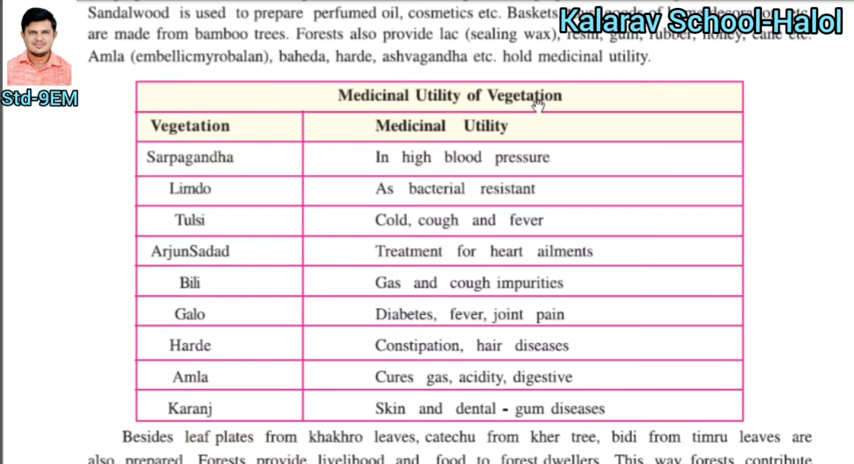 Sandalwood is used to prepare perfumed oil, cosmetics etc. Baskets,
Kalarav School-Halol
are made from bamboo trees. Forests also provide lac (sealing wax), resin, gum, rubber, honey, cane etc.
Amla (embellicmyrobalan), baheda, harde, ashvagandha etc. hold medicinal utility.
Std-9EM
Medicinal Utility of Vegetation
Vegetation Medicinal Utility
Sarpagandha In high blood pressure
Limdo As bacterial resistant
Tulsi Cold, cough and fever
ArjunSadad Treatment for heart ailments
Bili Gas and cough impurities
Galo Diabetes, fever, joint pain
Harde Constipation, hair diseases
Amla Cures gas, acidity, digestive
Karanj Skin and dental - gum diseases
Besides leaf plates from khakhro leaves, catechu from kher tree, bidi from timru leaves are
also prepared. Forests provide livelihood and food to forest dwellers. This way forests contribute